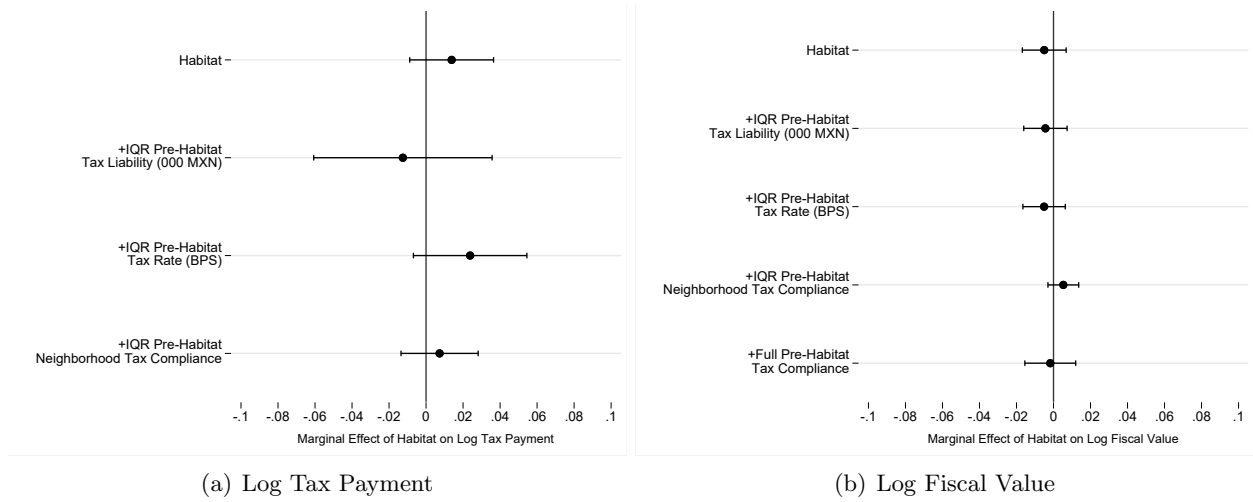 Habitat
+IQR Pre-Habitat
Tax Liability (000 MXN)
+IQR Pre-Habitat
Tax Rate (BPS)
+IQR Pre-Habitat
Neighborhood Tax Compliance
-.1 -.08 -.06 -.04 -.02 0 .02 .04 .06 .08 .1
Marginal Effect of Habitat on Log Tax Payment
(a) Log Tax Payment
Habitat
+IQR Pre-Habitat
Tax Liability (000 MXN)
+IQR Pre-Habitat
Tax Rate (BPS)
+IQR Pre-Habitat
Neighborhood Tax Compliance
+Full Pre-Habitat
Tax Compliance
-.1 -.08 -.06 -.04 -.02 0 .02 .04 .06 .08 .1
Marginal Effect of Habitat on Log Fiscal Value
(b) Log Fiscal Value